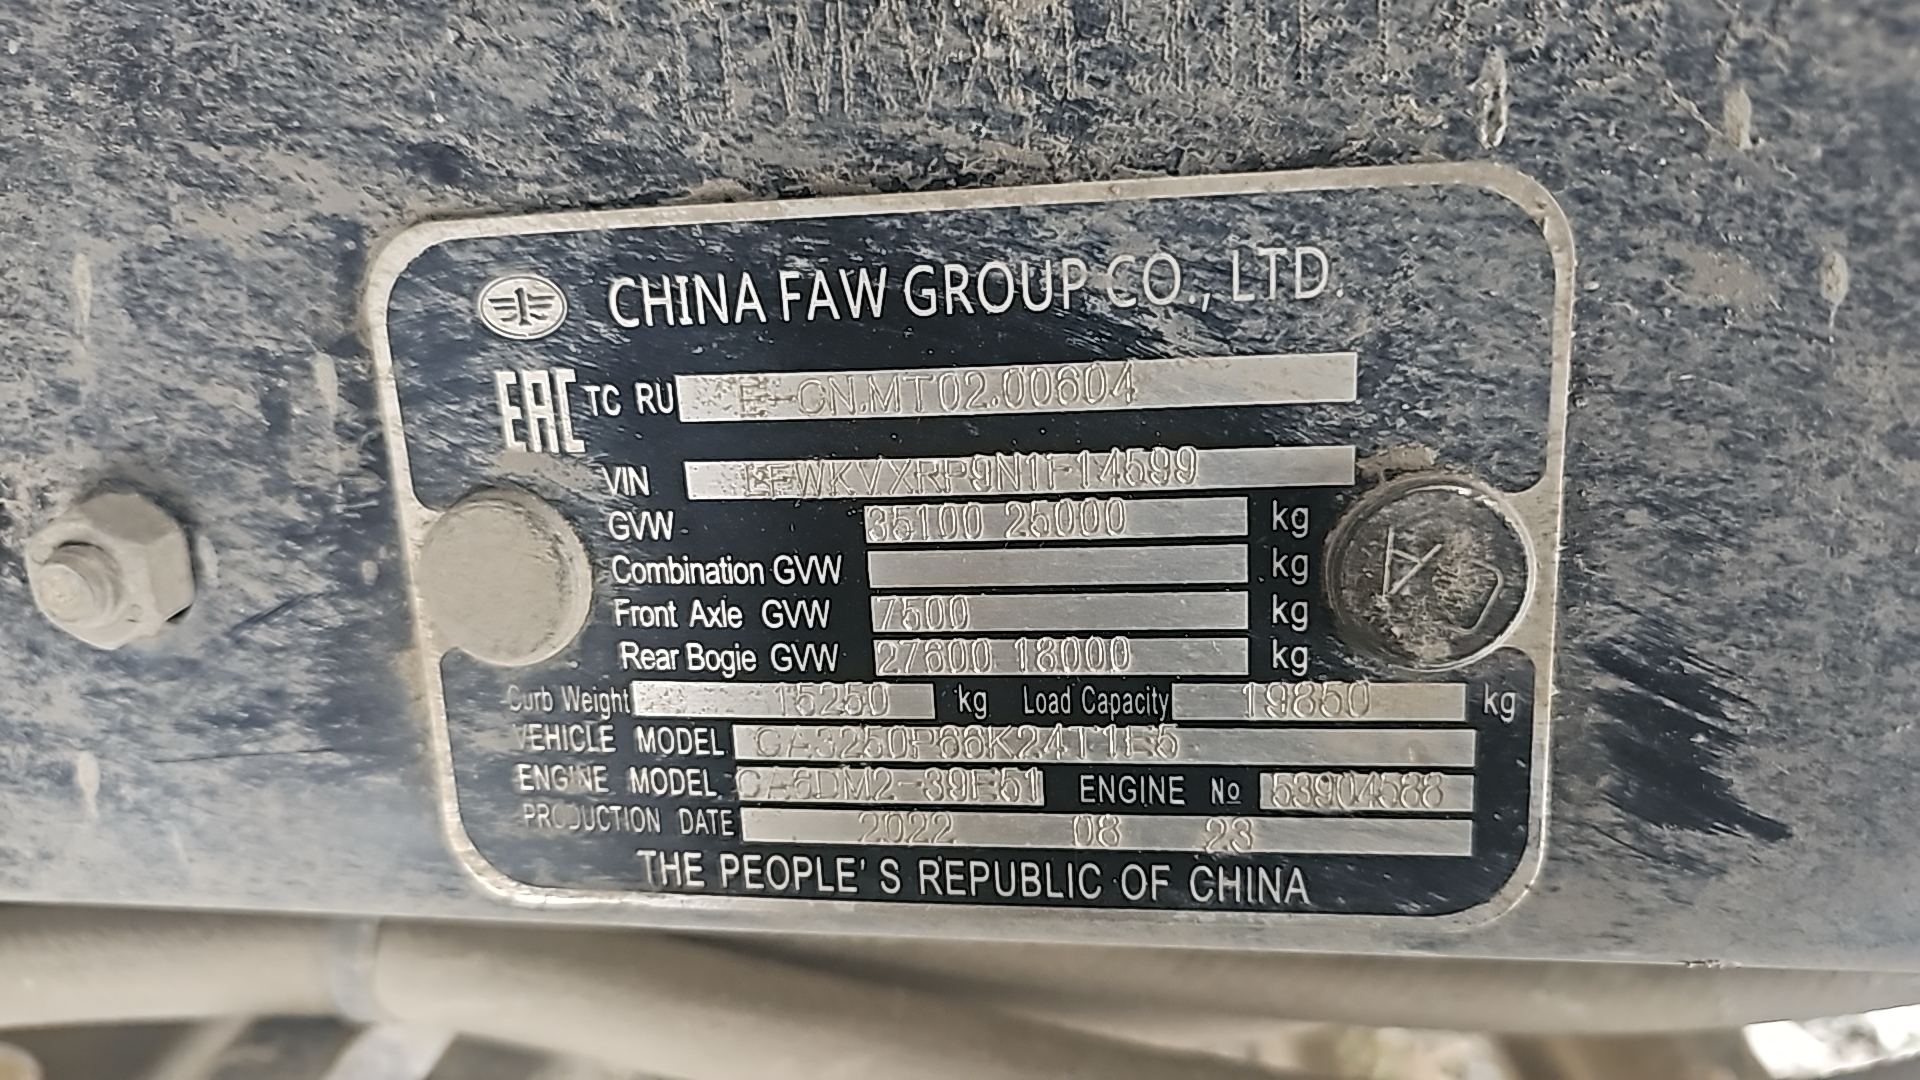 CHINA FAW GROUP CO., LTD.
EAC TC RU E-CN.MT02.00604
VIN LFWKVXRP9N1F14599
GVW 35100 25000 kg
Combination GVW kg
Front Axle GVW 7500 kg
Rear Bogie GVW 27600 18000 kg
Curb Weight 15250 kg Load Capacity 19850 kg
VEHICLE MODEL CA3250P66K24T1E5
ENGINE MODEL CA6DM2-39E51 ENGINE № 53904588
PRODUCTION DATE 2022 08 23
THE PEOPLE'S REPUBLIC OF CHINA